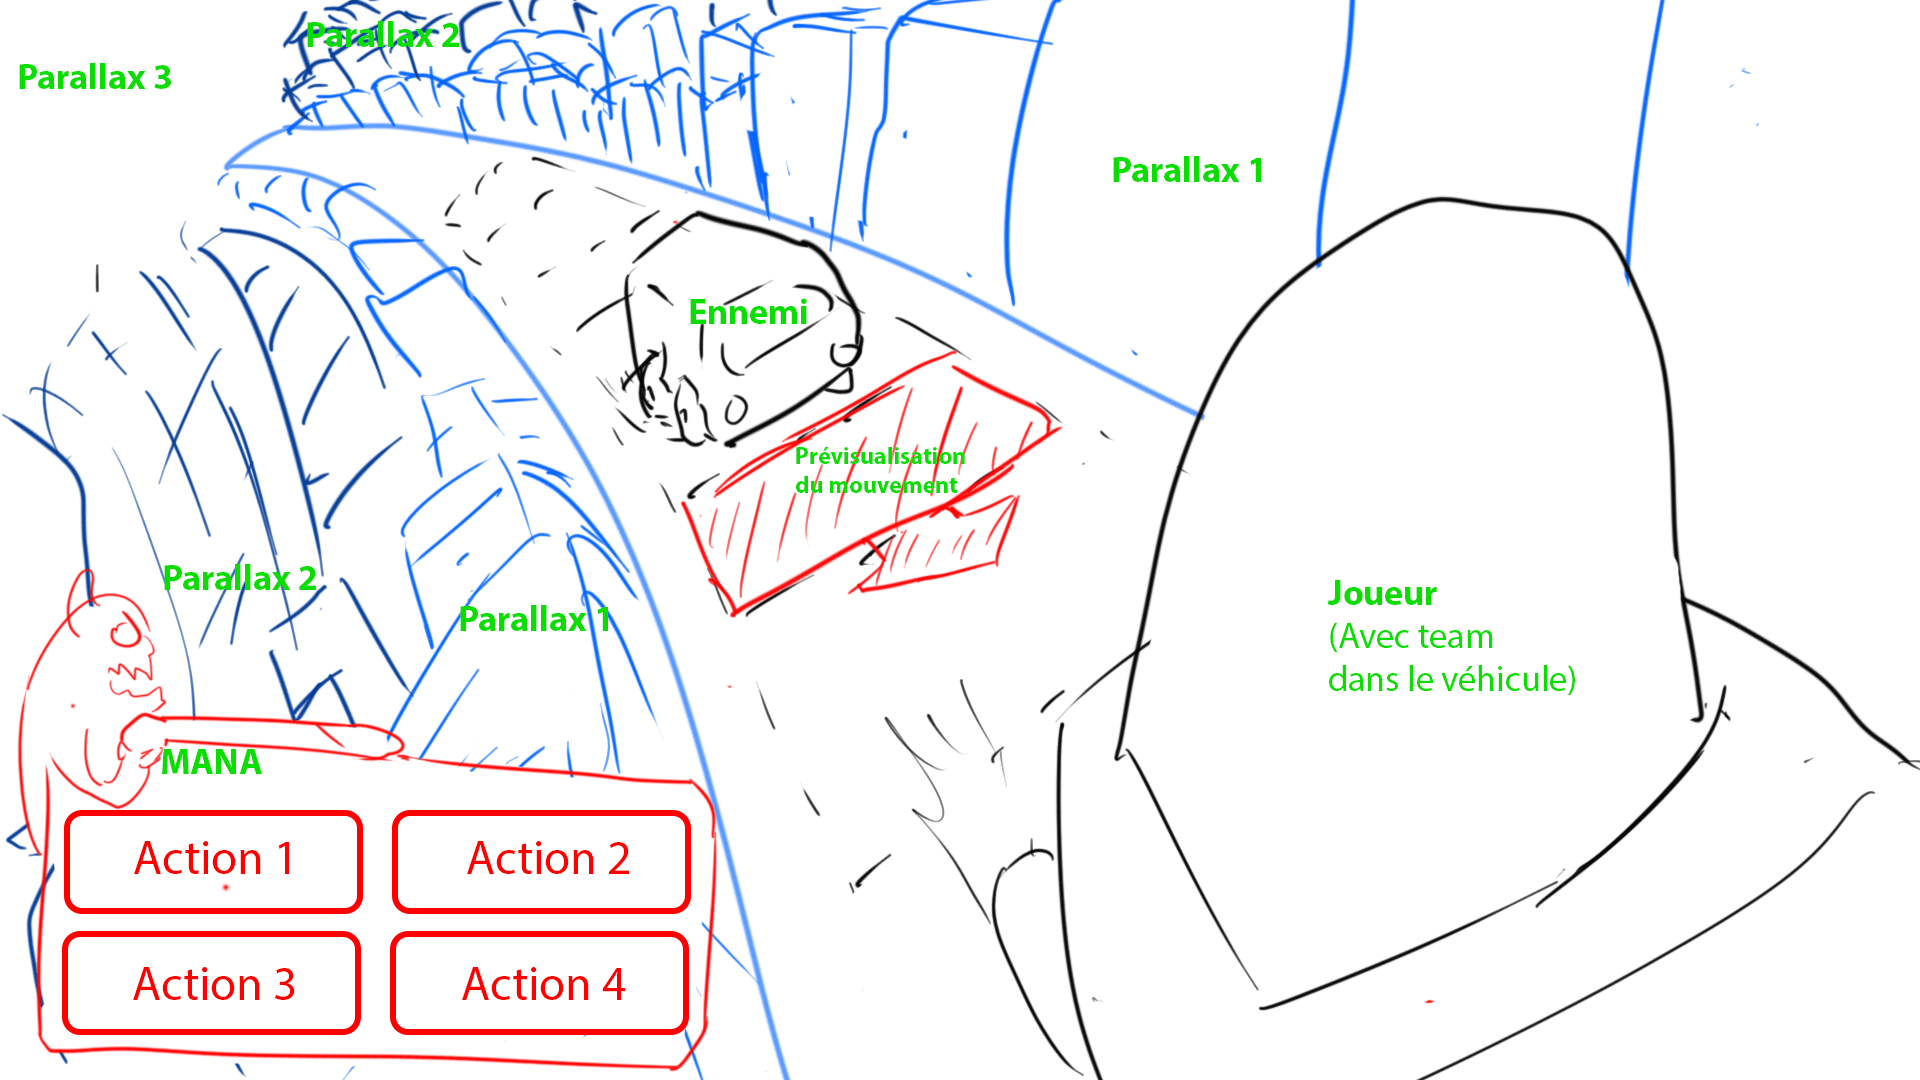 Parallax 2
Parallax 3
Parallax 1
Ennemi
Prévisualisation
du mouvement
Parallax 2
Parallax 1
Joueur
(Avec team
dans le véhicule)
MANA
Action 1
Action 2
Action 3
Action 4